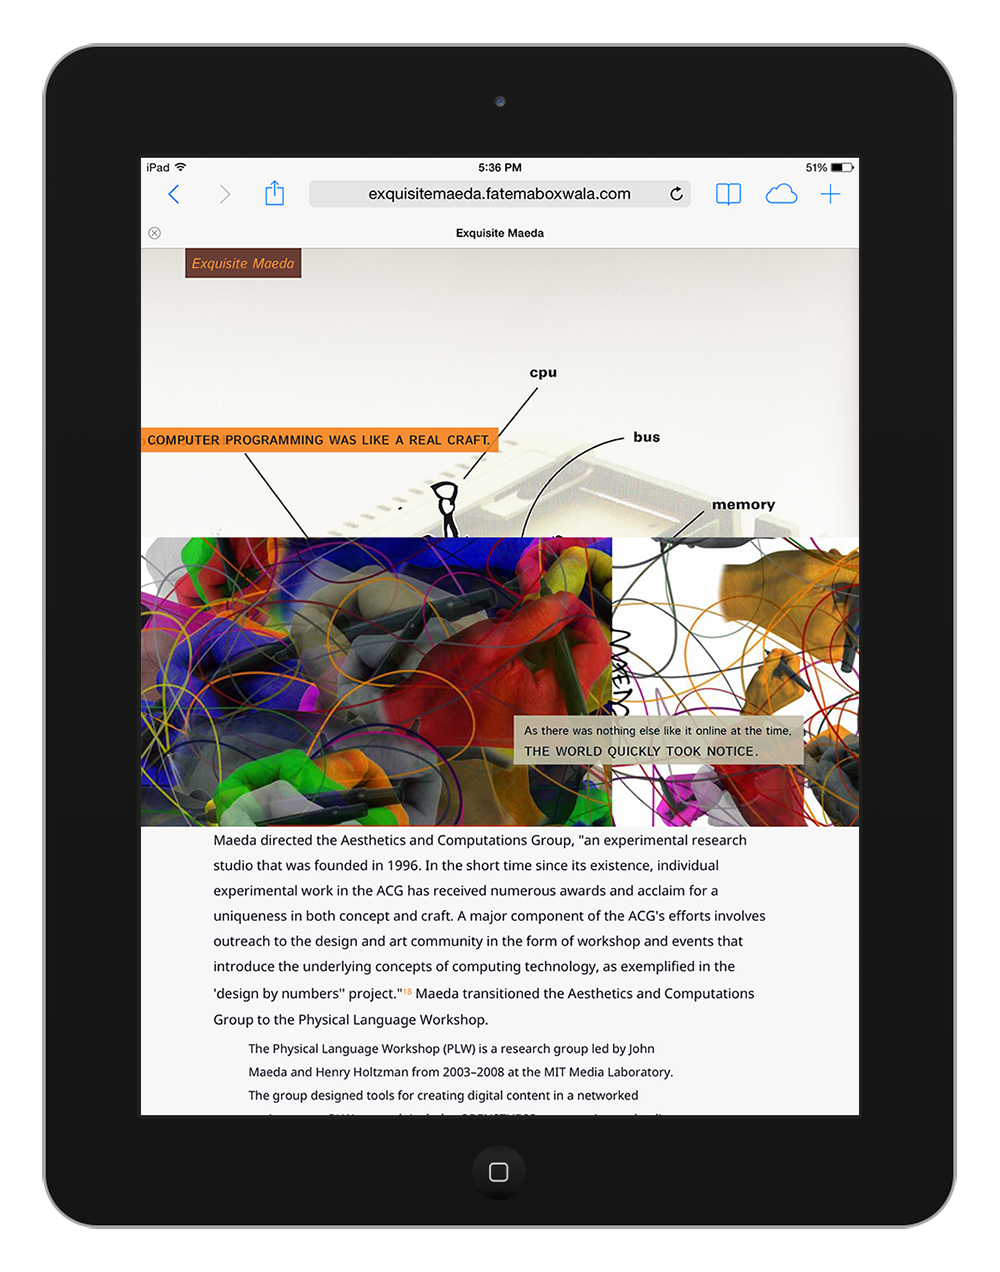 iPad 5:36 PM 51%
exquisitemaeda.fatemaboxwala.com
Exquisite Maeda
Exquisite Maeda
cpu
COMPUTER PROGRAMMING WAS LIKE A REAL CRAFT.
bus
memory
As there was nothing else like it online at the time,
THE WORLD QUICKLY TOOK NOTICE.
Maeda directed the Aesthetics and Computations Group, "an experimental research
studio that was founded in 1996. In the short time since its existence, individual
experimental work in the ACG has received numerous awards and acclaim for a
uniqueness in both concept and craft. A major component of the ACG's efforts involves
outreach to the design and art community in the form of workshop and events that
introduce the underlying concepts of computing technology, as exemplified in the
'design by numbers" project."18 Maeda transitioned the Aesthetics and Computations
Group to the Physical Language Workshop.
The Physical Language Workshop (PLW) is a research group led by John
Maeda and Henry Holtzman from 2003–2008 at the MIT Media Laboratory.
The group designed tools for creating digital content in a networked